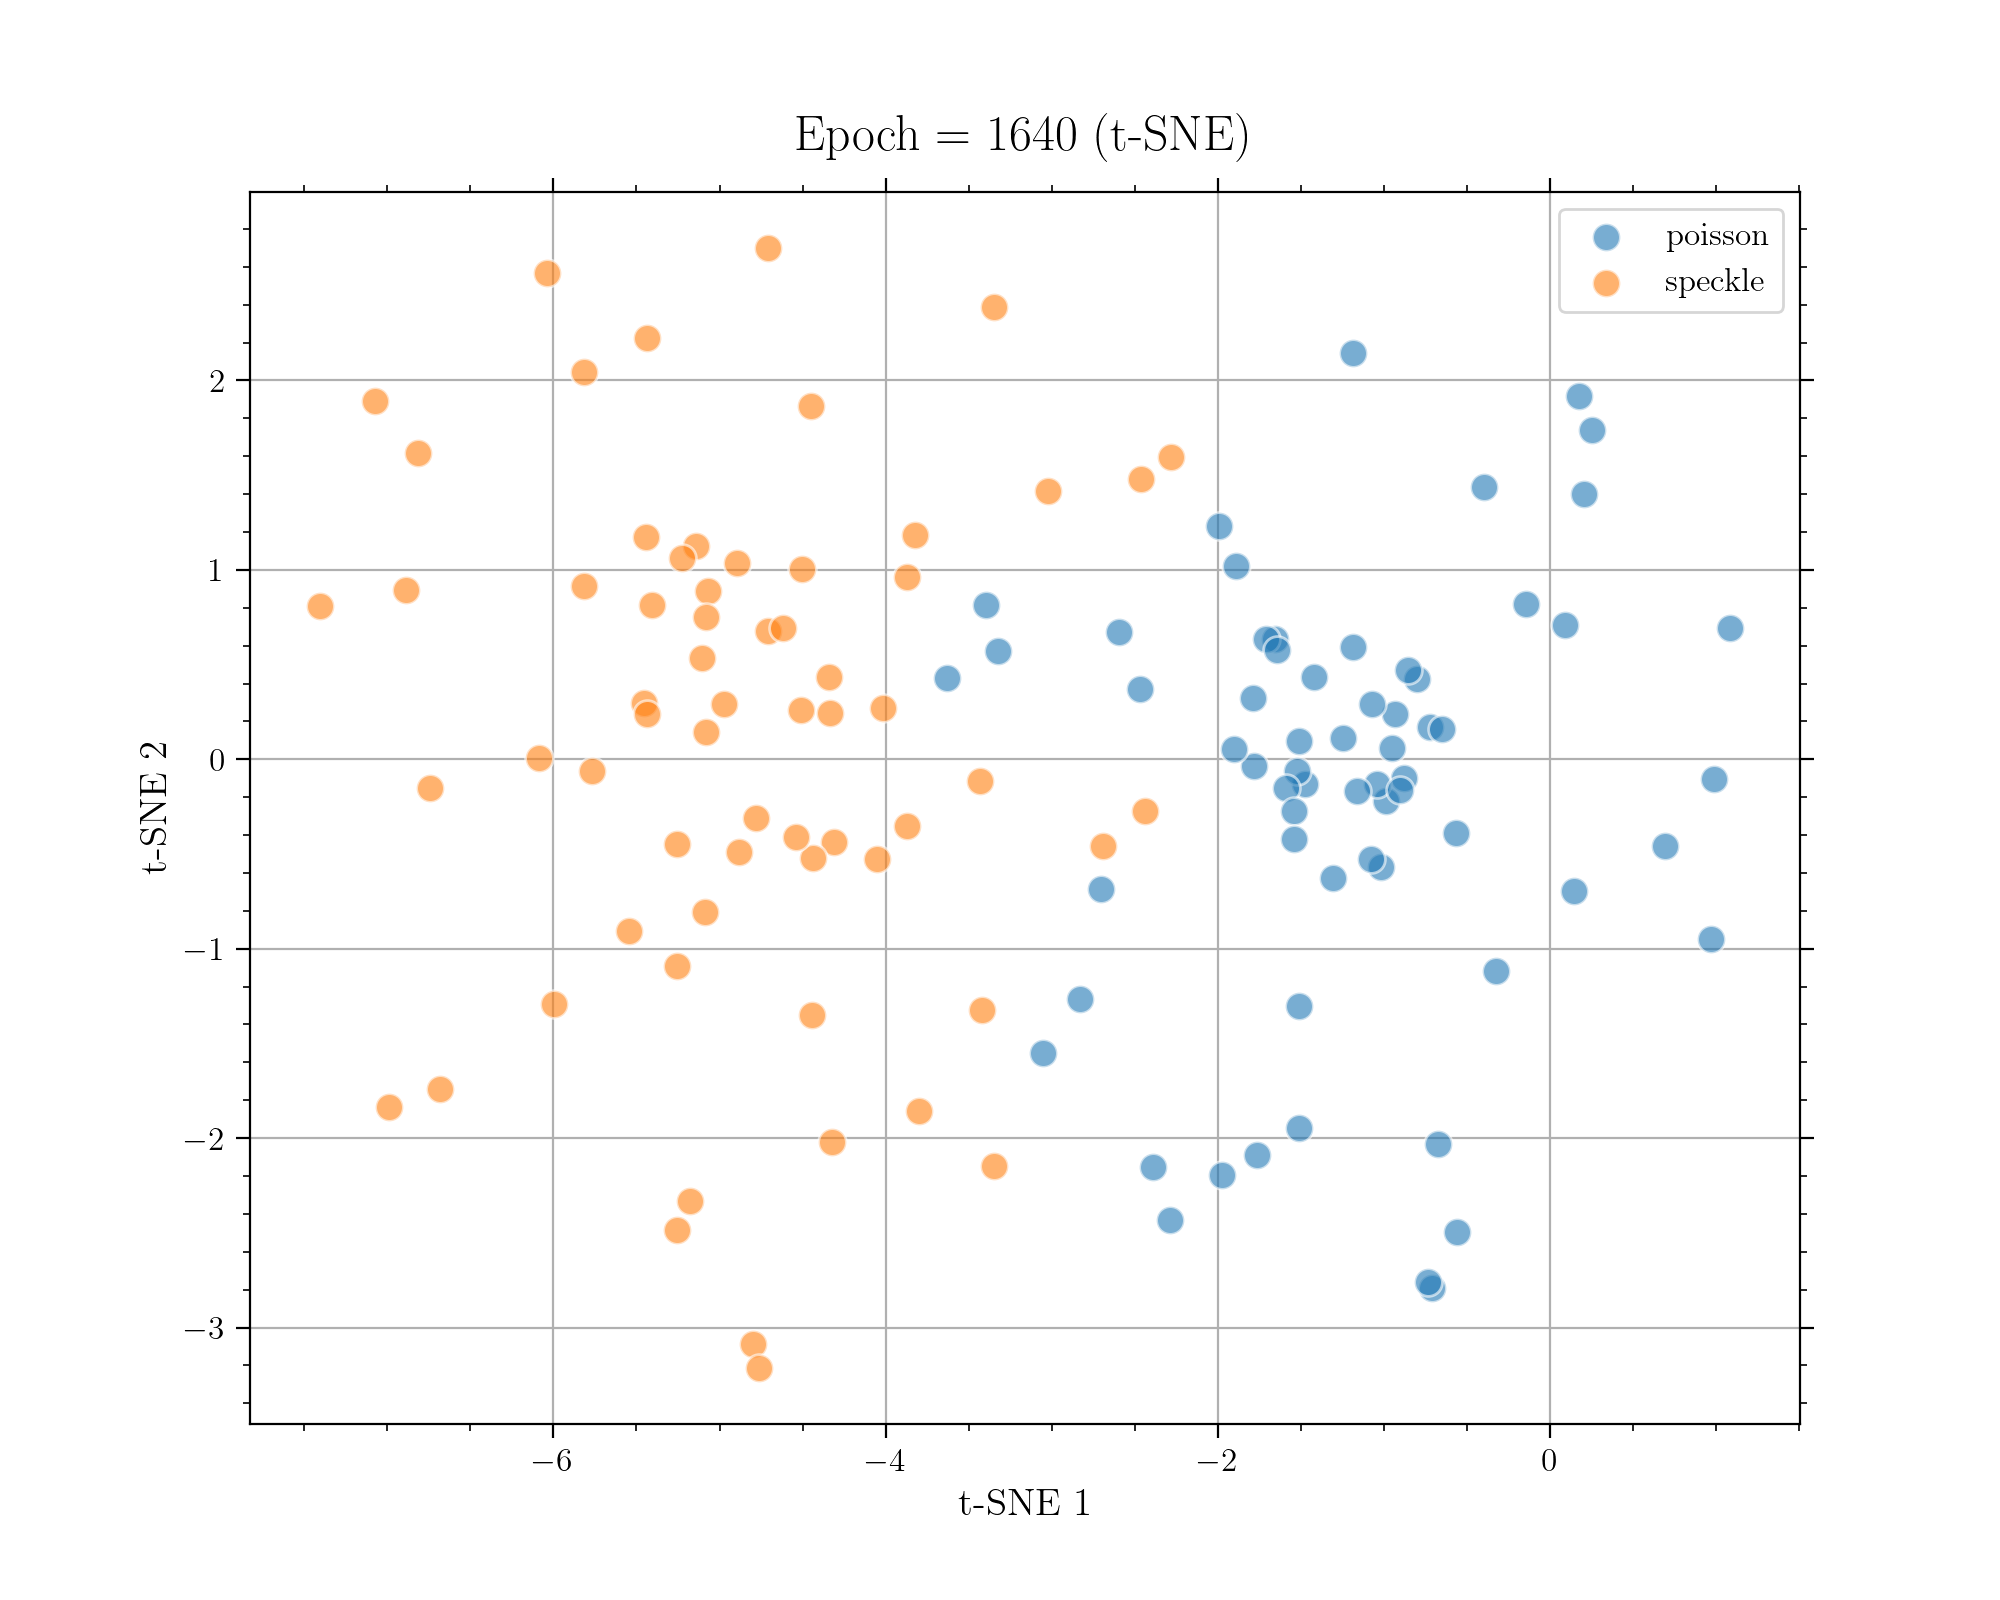 Epoch = 1640 (t-SNE)
poisson
speckle
2
1
0
−1
−2
−3
t-SNE 2
−6
−4
−2
0
t-SNE 1